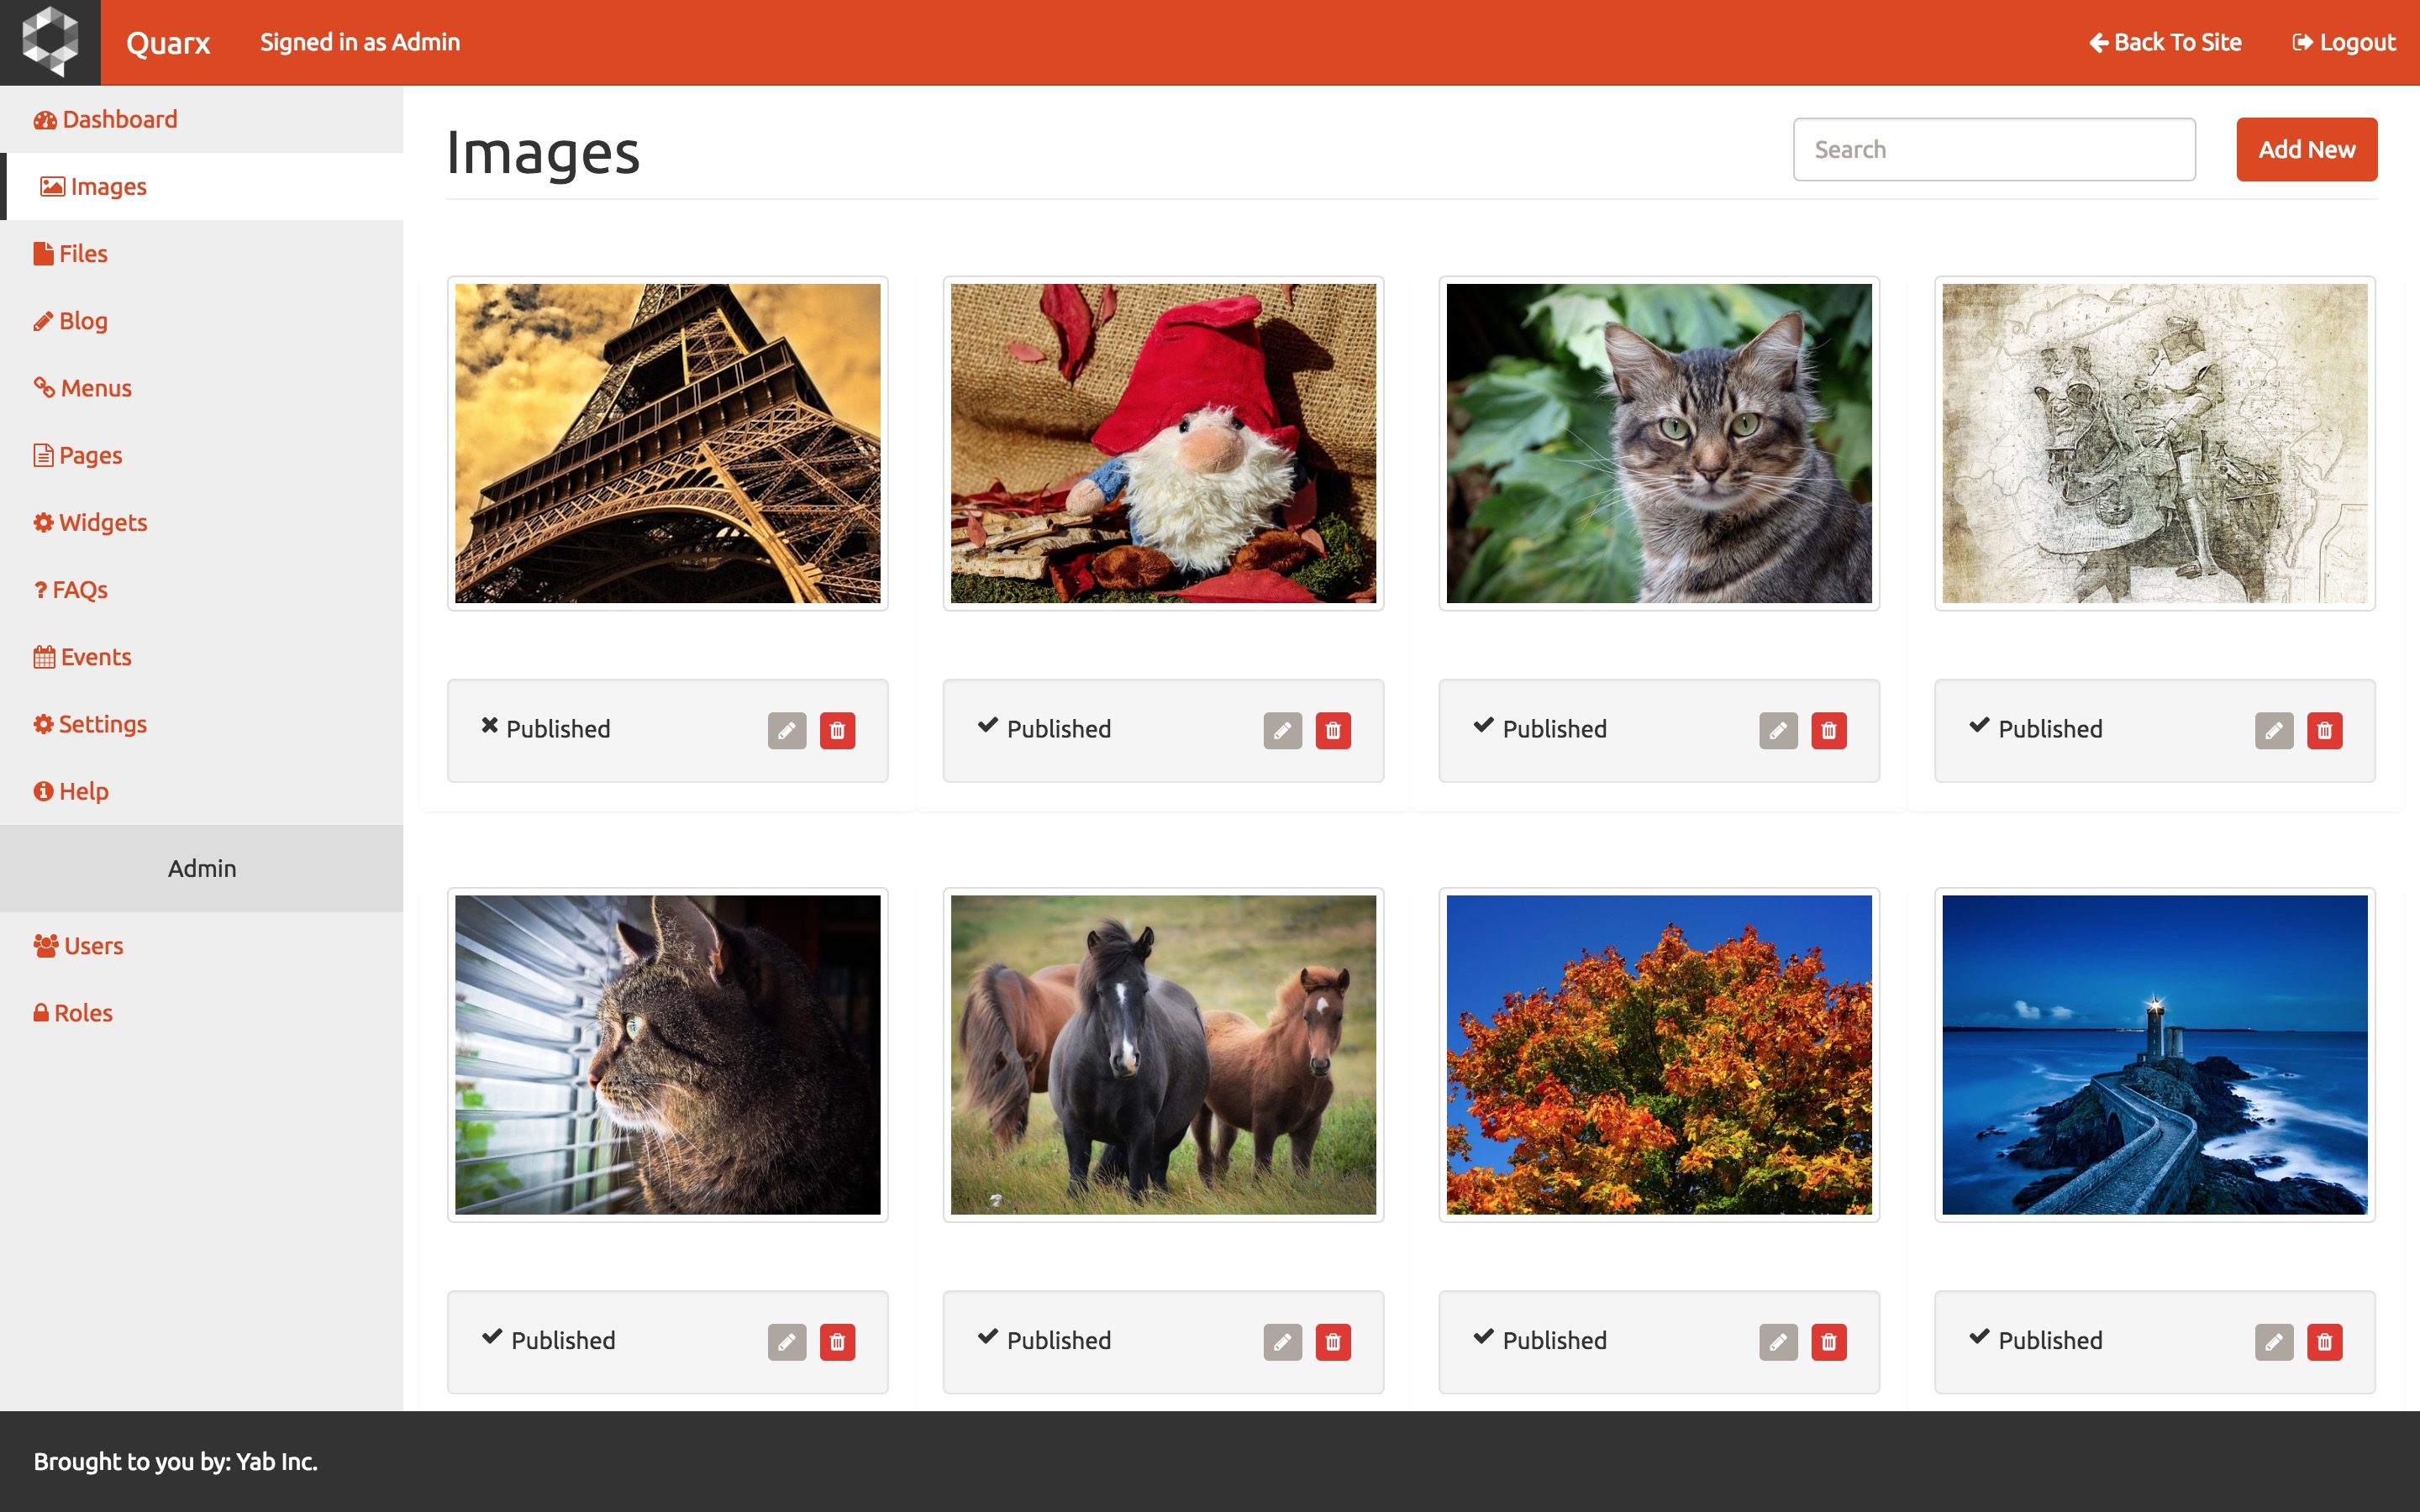 Quarx
Signed in as Admin
Back To Site
Logout
Dashboard
Images
Files
Blog
Menus
Pages
Widgets
FAQs
Events
Settings
Help
Admin
Users
Roles
Images
Search
Add New
Published
Published
Published
Published
Published
Published
Published
Published
Brought to you by: Yab Inc.